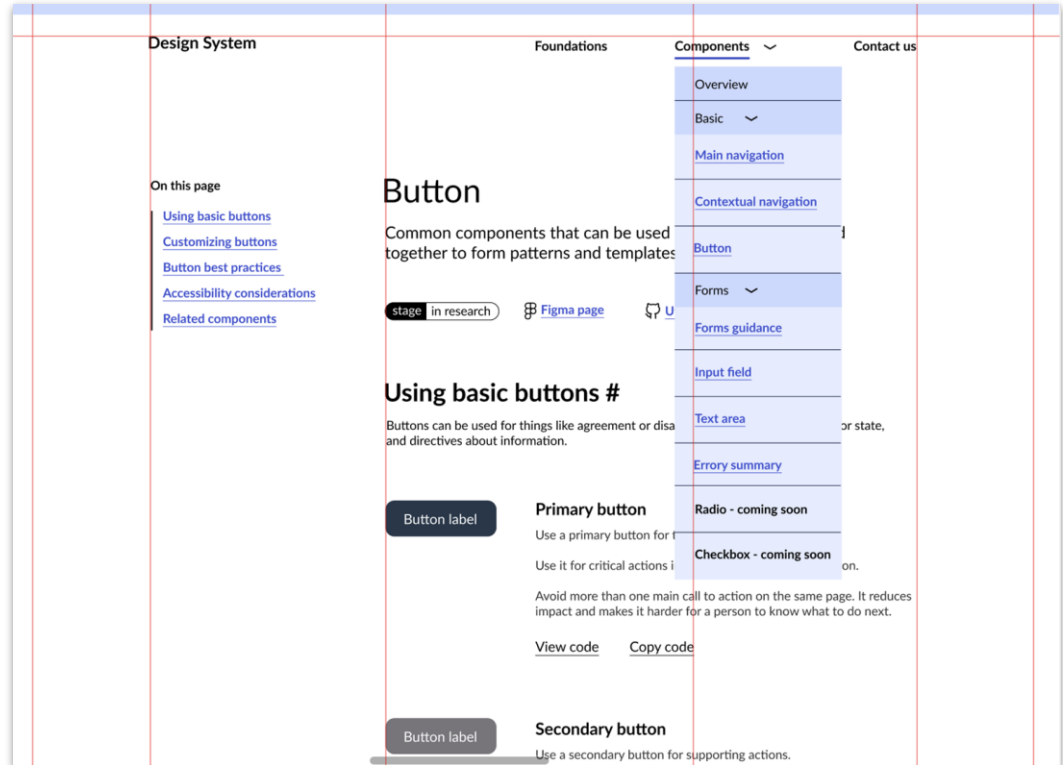 Design System
Foundations
Components
Contact us
Overview
Basic
Main navigation
Contextual navigation
Button
Forms
Forms guidance
Input field
Text area
Errory summary
Radio - coming soon
Checkbox - coming soon
On this page
Using basic buttons
Customizing buttons
Button best practices
Accessibility considerations
Related components
Button
Common components that can be used
together to form patterns and templates
stage in research
Figma page
Using basic buttons #
Buttons can be used for things like agreement or or state,
and directives about information.
Button label
Primary button
Use a primary button for
Use it for critical actions
Avoid more than one main call to action on the same page. It reduces
impact and makes it harder for a person to know what to do next.
View code
Copy code
Button label
Secondary button
Use a secondary button for supporting actions.